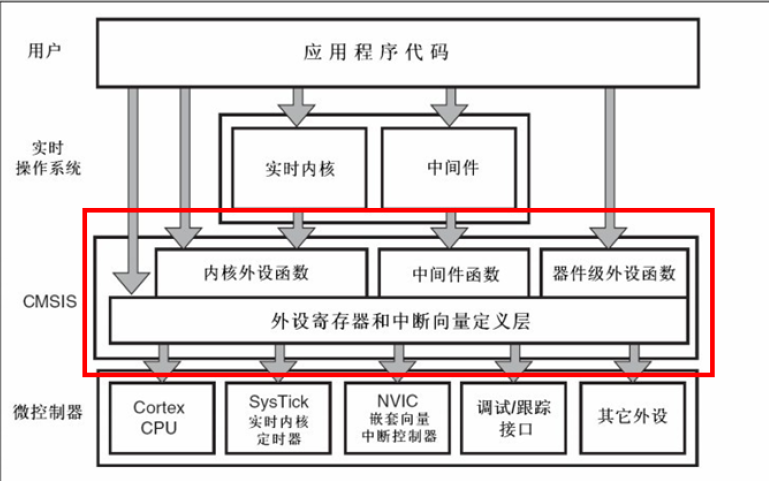 用户
应用程序代码
实时
操作系统
实时内核
中间件
CMSIS
内核外设函数
中间件函数
器件级外设函数
外设寄存器和中断向量定义层
微控制器
Cortex
CPU
SysTick
实时内核
定时器
NVIC
嵌套向量
中断控制器
调试/跟踪
接口
其它外设